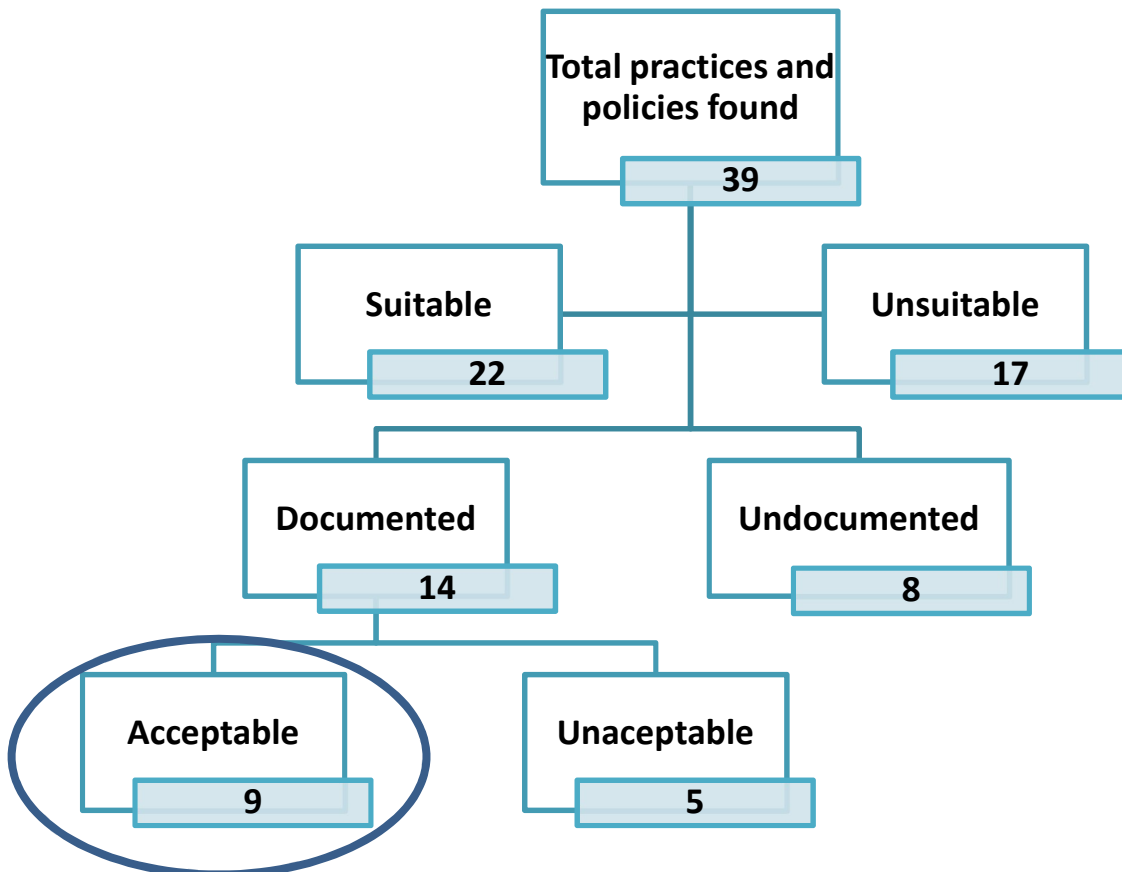 Total practices and
policies found
39
Suitable
22
Unsuitable
17
Documented
14
Undocumented
8
Acceptable
9
Unaceptable
5